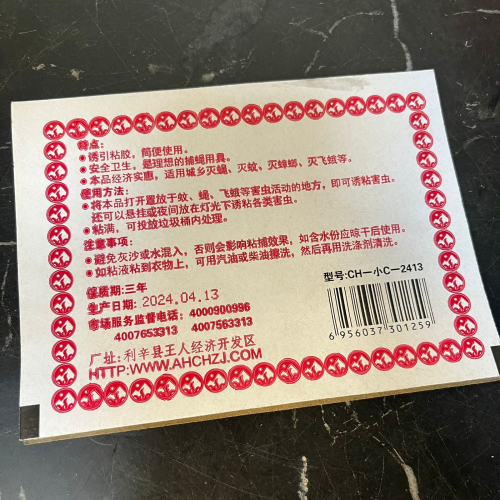 特点：
●诱引粘胶，简便使用。
●安全卫生，是理想的捕蝇用具。
●本品经济实惠，适用城乡灭蝇、灭蚊、灭蟑螂、灭飞蛾等。
使用方法：
●将本品打开置放于蚊、蝇、飞蛾等害虫活动的地方，即可诱粘害虫。
还可以悬挂或夜间放在灯光下诱粘各类害虫。
●粘满，可投放垃圾桶内处理。
注意事项：
●避免灰沙或水混入，否则会影响粘捕效果，如含水份应晾干后使用。
●如粘液粘到衣物上，可用汽油或柴油擦洗，然后再用洗涤剂清洗。
保质期：三年
生产日期：2024.04.13
市场服务监督电话：4000900996
4007653313 4007563313
厂址：利辛县王人经济开发区
HTTP:WWW.AHCHZJ.COM
型号：CH—小C—2413
6 956037 301259